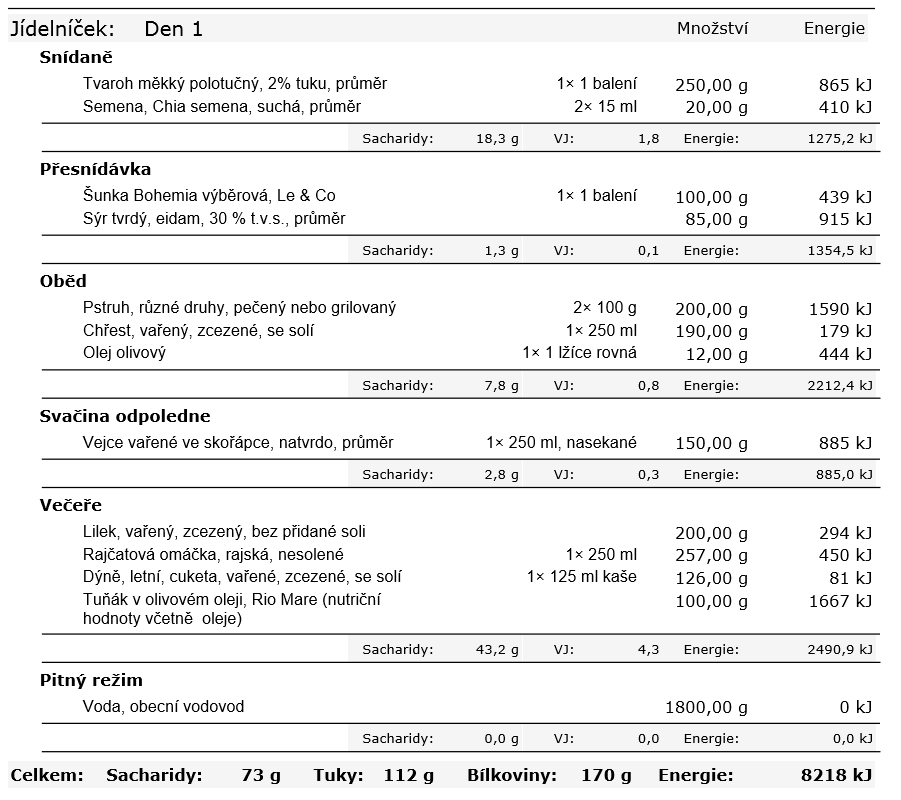 Jídelníček: Den 1 Množství Energie
Snídaně
Tvaroh měkký polotučný, 2% tuku, průměr 1× 1 balení 250,00 g 865 kJ
Semena, Chia semena, suchá, průměr 2× 15 ml 20,00 g 410 kJ
Sacharidy: 18,3 g VJ: 1,8 Energie: 1275,2 kJ
Přesnídávka
Šunka Bohemia výběrová, Le & Co 1× 1 balení 100,00 g 439 kJ
Sýr tvrdý, eidam, 30 % t.v.s., průměr 85,00 g 915 kJ
Sacharidy: 1,3 g VJ: 0,1 Energie: 1354,5 kJ
Oběd
Pstruh, různé druhy, pečený nebo grilovaný 2× 100 g 200,00 g 1590 kJ
Chřest, vařený, zcezené, se solí 1× 250 ml 190,00 g 179 kJ
Olej olivový 1× 1 lžíce rovná 12,00 g 444 kJ
Sacharidy: 7,8 g VJ: 0,8 Energie: 2212,4 kJ
Svačina odpoledne
Vejce vařené ve skořápce, natvrdo, průměr 1× 250 ml, nasekané 150,00 g 885 kJ
Sacharidy: 2,8 g VJ: 0,3 Energie: 885,0 kJ
Večeře
Lilek, vařený, zcezený, bez přidané soli 200,00 g 294 kJ
Rajčatová omáčka, rajská, nesolené 1× 250 ml 257,00 g 450 kJ
Dýně, letní, cuketa, vařené, zcezené, se solí 1× 125 ml kaše 126,00 g 81 kJ
Tuňák v olivovém oleji, Rio Mare (nutriční 100,00 g 1667 kJ
hodnoty včetně oleje)
Sacharidy: 43,2 g VJ: 4,3 Energie: 2490,9 kJ
Pitný režim
Voda, obecní vodovod 1800,00 g 0 kJ
Sacharidy: 0,0 g VJ: 0,0 Energie: 0,0 kJ
Celkem: Sacharidy: 73 g Tuky: 112 g Bílkoviny: 170 g Energie: 8218 kJ